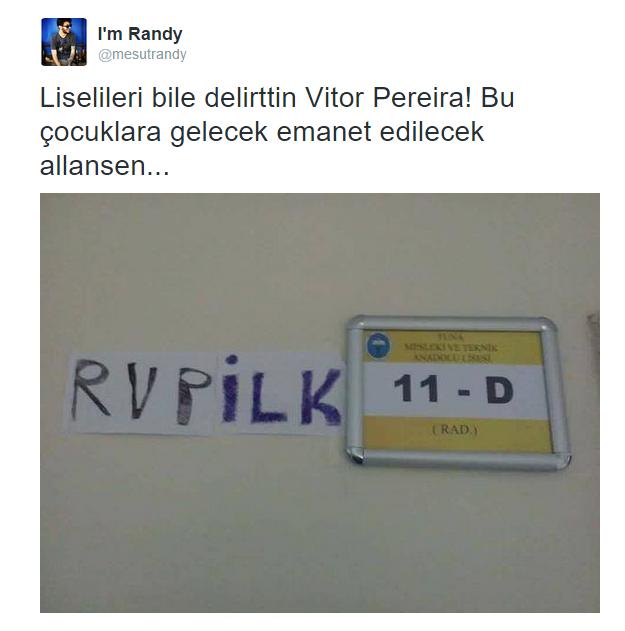 I'm Randy
@mesutrandy
Liselileri bile delirttin Vitor Pereira! Bu
çocuklara gelecek emanet edilecek
allansen...
RVPİLK
TUNA
MESLEKİ VE TEKNİK
ANADOLU LİSESİ
11 - D
( RAD.)